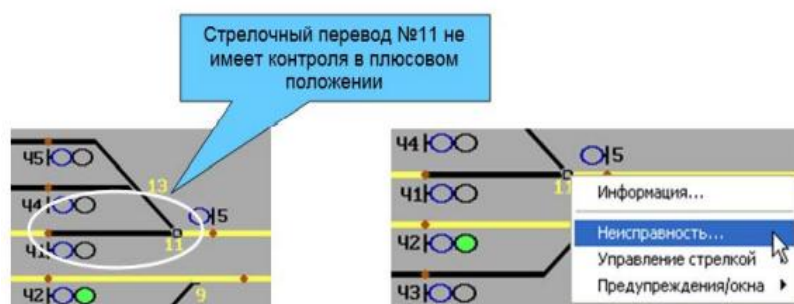 Стрелочный перевод №11 не
имеет контроля в плюсовом
положении
Ч5
13
Ч4
5
11
Ч1
Ч2
9
Ч4
5
Ч1
11
Ч2
Ч3
Информация...
Неисправность...
Управление стрелкой
Предупреждения/окна